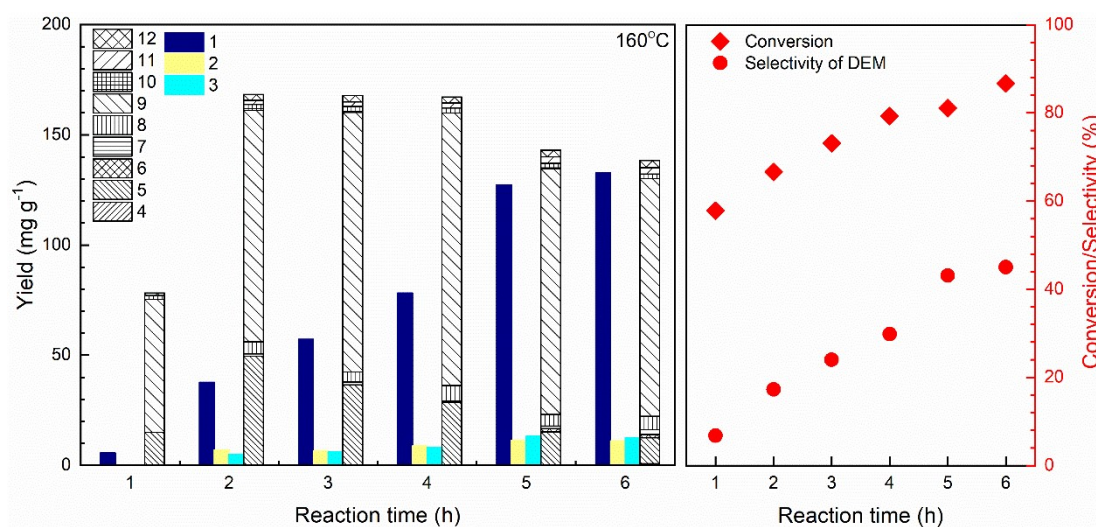 200
150
100
50
0
Yield (mg g⁻¹)
12
11
10
9
8
7
6
5
4
1
2
3
160°C
1 2 3 4 5 6
Reaction time (h)
Conversion
Selectivity of DEM
1 2 3 4 5 6
Reaction time (h)
100
80
60
40
20
0
Conversion/Selectivity (%)